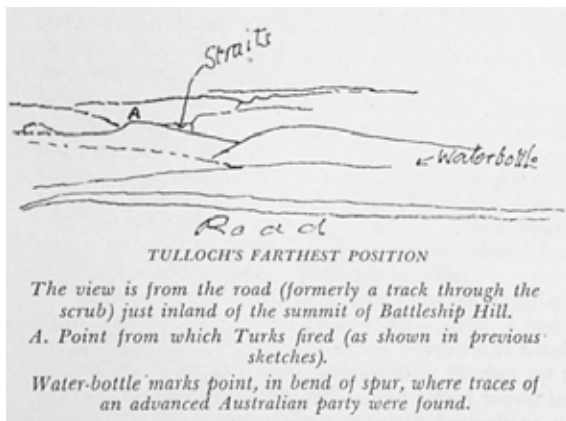 Straits
A
Waterbottle
Road
TULLOCH'S FARTHEST POSITION
The view is from the road (formerly a track through the
scrub) just inland of the summit of Battleship Hill.
A. Point from which Turks fired (as shown in previous
sketches).
Water-bottle marks point, in bend of spur, where traces of
an advanced Australian party were found.